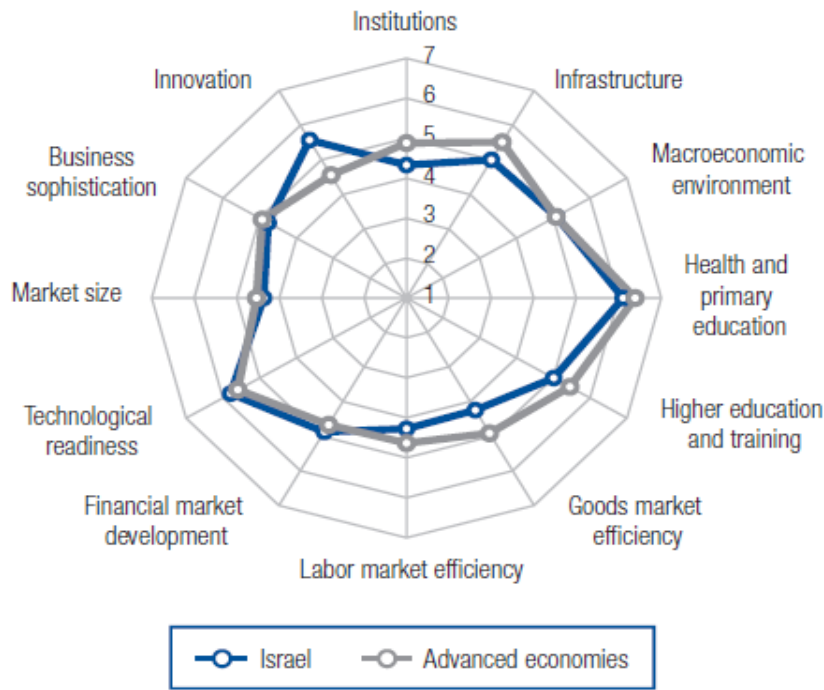 Institutions
Infrastructure
Macroeconomic
environment
Health and
primary
education
Higher education
and training
Goods market
efficiency
Labor market efficiency
Financial market
development
Technological
readiness
Market size
Business
sophistication
Innovation
7
6
5
4
3
2
1
Israel
Advanced economies